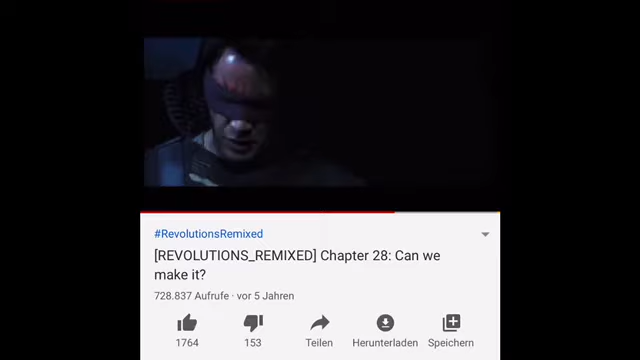 #RevolutionsRemixed
[REVOLUTIONS_REMIXED] Chapter 28: Can we
make it?
728.837 Aufrufe · vor 5 Jahren
1764 153 Teilen Herunterladen Speichern